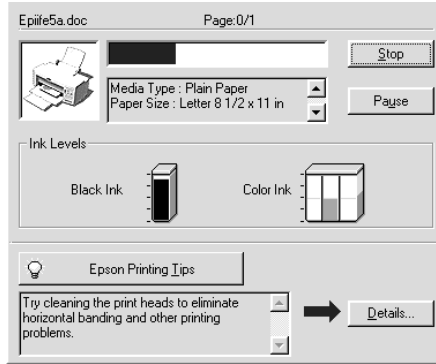 Epiife5a.doc Page:0/1
Stop
Media Type : Plain Paper
Paper Size : Letter 8 1/2 x 11 in
Pause
Ink Levels
Black Ink Color Ink
Epson Printing Tips
Try cleaning the print heads to eliminate
horizontal banding and other printing
problems.
Details...